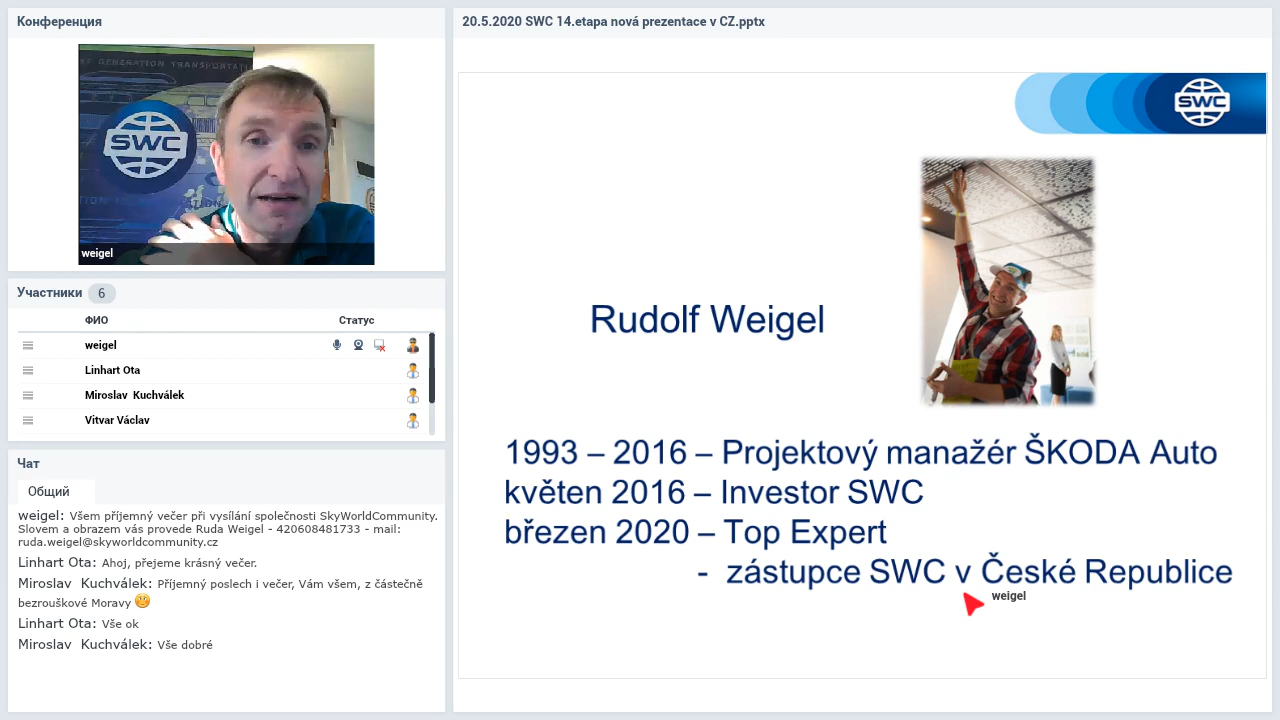 Конференция
NEXT GENERATION TRANSPORTATI
SWC
weigel
Участники 6
ФИО Статус
weigel
Linhart Ota
Miroslav Kuchválek
Vitvar Václav
Чат
Общий
weigel: Všem příjemný večer při vysílání společnosti SkyWorldCommunity.
Slovem a obrazem vás provede Ruda Weigel - 420608481733 - mail:
ruda.weigel@skyworldcommunity.cz
Linhart Ota: Ahoj, přejeme krásný večer.
Miroslav Kuchválek: Příjemný poslech i večer, Vám všem, z částečně
bezrouškové Moravy
Linhart Ota: Vše ok
Miroslav Kuchválek: Vše dobré
20.5.2020 SWC 14.etapa nová prezentace v CZ.pptx
SWC
Rudolf Weigel
1993 – 2016 – Projektový manažér ŠKODA Auto
květen 2016 – Investor SWC
březen 2020 – Top Expert
- zástupce SWC v České Republice
weigel